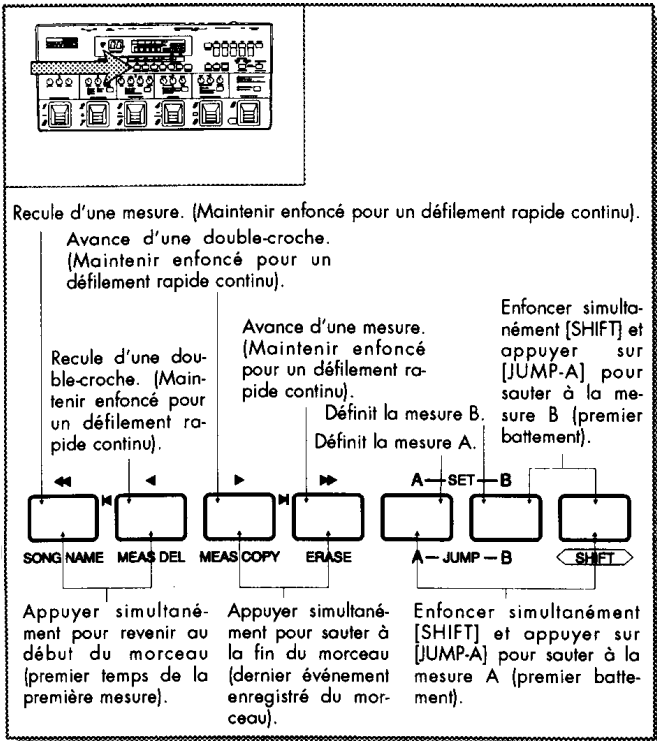 Recule d'une mesure. (Maintenir enfoncé pour un défilement rapide continu).
Avance d'une double-croche.
(Maintenir enfoncé pour un
défilement rapide continu).
Recule d'une dou-
ble-croche. (Main-
tenir enfoncé pour
un défilement ra-
pide continu).
Avance d'une mesure.
(Maintenir enfoncé
pour un défilement ra-
pide continu).
Définit la mesure B.
Définit la mesure A.
Enfoncer simulta-
nément [SHIFT] et
appuyer sur
[JUMP-A] pour
sauter à la me-
sure B (premier
battement).
A—SET—B
SONG NAME MEAS DEL MEAS COPY ERASE A—JUMP—B SHIFT
Appuyer simultané-
ment pour revenir au
début du morceau
(premier temps de la
première mesure).
Appuyer simultané-
ment pour sauter à
la fin du morceau
(dernier événement
enregistré du mor-
ceau).
Enfoncer simultanément
[SHIFT] et appuyer sur
[JUMP-A] pour sauter à la
mesure A (premier batte-
ment).